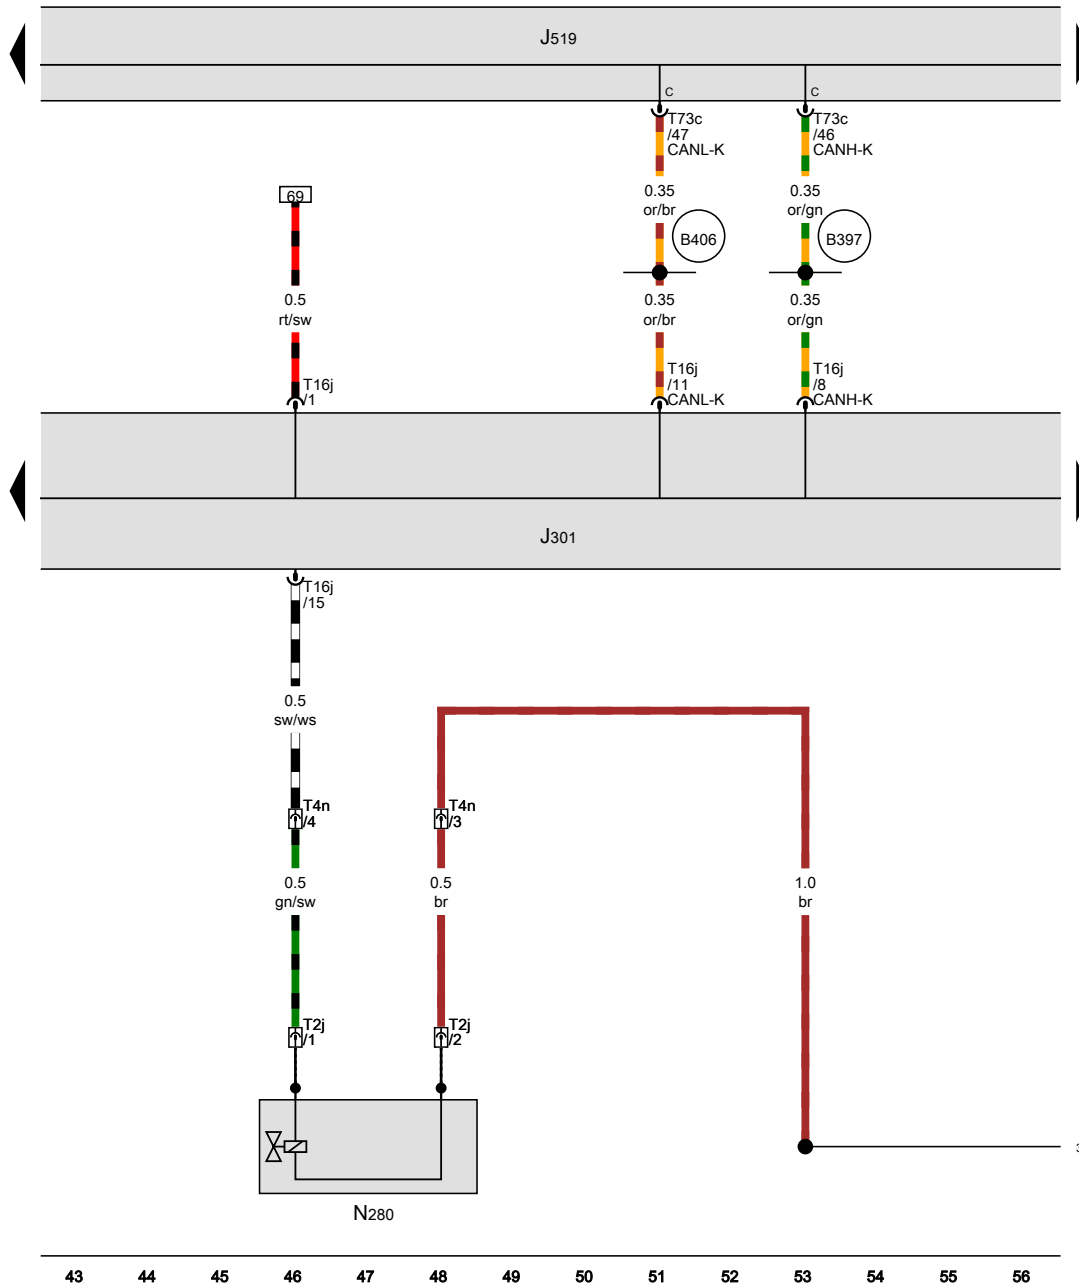 J519
C
C
T73c
/47
CANL-K
T73c
/46
CANH-K
69
0.35
or/br
0.35
or/gn
B406
B397
0.5
rt/sw
0.35
or/br
0.35
or/gn
T16j
/1
T16j
/11
CANL-K
T16j
/8
CANH-K
J301
T16j
/15
0.5
sw/ws
T4n
/4
T4n
/3
0.5
gn/sw
0.5
br
1.0
br
T2j
/1
T2j
/2
N280
43 44 45 46 47 48 49 50 51 52 53 54 55 56